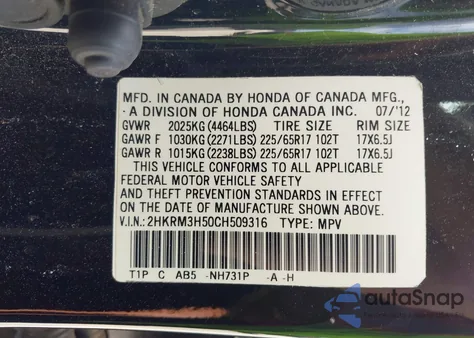 MFD. IN CANADA BY HONDA OF CANADA MFG.,
A DIVISION OF HONDA CANADA INC. 07/'12
GVWR 2025KG(4464LBS) TIRE SIZE RIM SIZE
GAWR F 1030KG(2271LBS) 225/65R17 102T 17X6.5J
GAWR R 1015KG(2238LBS) 225/65R17 102T 17X6.5J
THIS VEHICLE CONFORMS TO ALL APPLICABLE
FEDERAL MOTOR VEHICLE SAFETY
AND THEFT PREVENTION STANDARDS IN EFFECT
ON THE DATE OF MANUFACTURE SHOWN ABOVE.
V.I.N.: 2HKRM3H50CH509316 TYPE: MPV
T1P C AB5 -NH731P -A -H
autoSnap